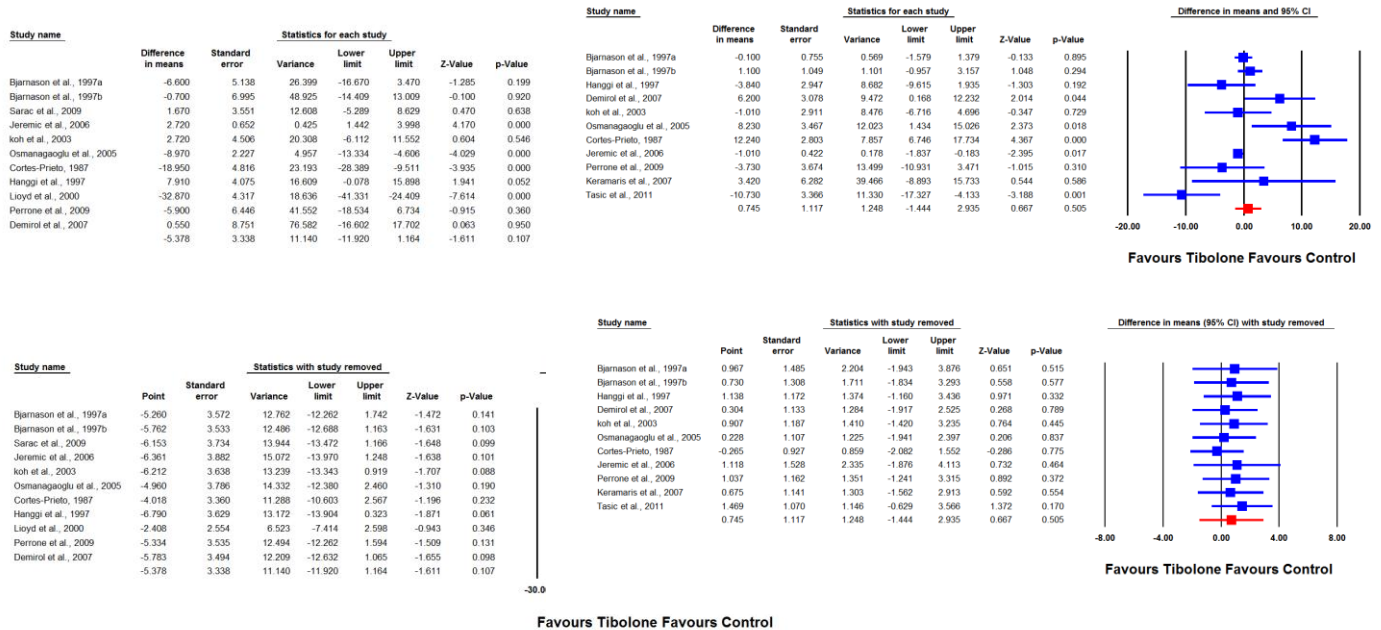 Study name Statistics for each study
Difference in means Standard error Variance Lower limit Upper limit Z-Value p-Value
Bjarnason et al., 1997a -6.600 5.138 26.399 -16.670 3.470 -1.285 0.199
Bjarnason et al., 1997b -0.700 6.995 48.925 -14.409 13.009 -0.100 0.920
Sarac et al., 2009 1.670 3.551 12.608 -5.289 8.629 0.470 0.638
Jeremic et al., 2006 2.720 0.652 0.425 1.442 3.998 4.170 0.000
koh et al., 2003 2.720 4.506 20.308 -6.112 11.552 0.604 0.546
Osmanagaoglu et al., 2005 -8.970 2.227 4.957 -13.334 -4.606 -4.029 0.000
Cortes-Prieto, 1987 -18.950 4.816 23.193 -28.389 -9.511 -3.935 0.000
Hanggi et al., 1997 7.910 4.075 16.609 -0.078 15.898 1.941 0.052
Lioyd et al., 2000 -32.870 4.317 18.636 -41.331 -24.409 -7.614 0.000
Perrone et al., 2009 -5.900 6.446 41.552 -18.534 6.734 -0.915 0.360
Demirol et al., 2007 0.550 8.751 76.582 -16.602 17.702 0.063 0.950
-5.378 3.338 11.140 -11.920 1.164 -1.611 0.107
Study name Statistics for each study Difference in means and 95% CI
Difference in means Standard error Variance Lower limit Upper limit Z-Value p-Value
Bjarnason et al., 1997a -0.100 0.755 0.569 -1.579 1.379 -0.133 0.895
Bjarnason et al., 1997b 1.100 1.049 1.101 -0.957 3.157 1.048 0.294
Hanggi et al., 1997 -3.840 2.947 8.682 -9.615 1.935 -1.303 0.192
Demirol et al., 2007 6.200 3.078 9.472 0.168 12.232 2.014 0.044
koh et al., 2003 -1.010 2.911 8.476 -6.716 4.696 -0.347 0.729
Osmanagaoglu et al., 2005 8.230 3.467 12.023 1.434 15.026 2.373 0.018
Cortes-Prieto, 1987 12.240 2.803 7.857 6.746 17.734 4.367 0.000
Jeremic et al., 2006 -1.010 0.422 0.178 -1.837 -0.183 -2.395 0.017
Perrone et al., 2009 -3.730 3.674 13.499 -10.931 3.471 -1.015 0.310
Keramaris et al., 2007 3.420 6.282 39.466 -8.893 15.733 0.544 0.586
Tasic et al., 2011 -10.730 3.366 11.330 -17.327 -4.133 -3.188 0.001
0.745 1.117 1.248 -1.444 2.935 0.667 0.505
-20.00 -10.00 0.00 10.00 20.00
Favours Tibolone Favours Control
Study name Statistics with study removed
Point Standard error Variance Lower limit Upper limit Z-Value p-Value
Bjarnason et al., 1997a -5.260 3.572 12.762 -12.262 1.742 -1.472 0.141
Bjarnason et al., 1997b -5.762 3.533 12.486 -12.688 1.163 -1.631 0.103
Sarac et al., 2009 -6.153 3.734 13.944 -13.472 1.166 -1.648 0.099
Jeremic et al., 2006 -6.361 3.882 15.072 -13.970 1.248 -1.638 0.101
koh et al., 2003 -6.212 3.638 13.239 -13.343 0.919 -1.707 0.088
Osmanagaoglu et al., 2005 -4.960 3.786 14.332 -12.380 2.460 -1.310 0.190
Cortes-Prieto, 1987 -4.018 3.360 11.288 -10.603 2.567 -1.196 0.232
Hanggi et al., 1997 -6.790 3.629 13.172 -13.904 0.323 -1.871 0.061
Lioyd et al., 2000 -2.408 2.554 6.523 -7.414 2.598 -0.943 0.346
Perrone et al., 2009 -5.334 3.535 12.494 -12.262 1.594 -1.509 0.131
Demirol et al., 2007 -5.783 3.494 12.209 -12.632 1.065 -1.655 0.098
-5.378 3.338 11.140 -11.920 1.164 -1.611 0.107
-30.0
Favours Tibolone Favours Control
Study name Statistics with study removed Difference in means (95% CI) with study removed
Point Standard error Variance Lower limit Upper limit Z-Value p-Value
Bjarnason et al., 1997a 0.967 1.485 2.204 -1.943 3.876 0.651 0.515
Bjarnason et al., 1997b 0.730 1.308 1.711 -1.834 3.293 0.558 0.577
Hanggi et al., 1997 1.138 1.172 1.374 -1.160 3.436 0.971 0.332
Demirol et al., 2007 0.304 1.133 1.284 -1.917 2.525 0.268 0.789
koh et al., 2003 0.907 1.187 1.410 -1.420 3.235 0.764 0.445
Osmanagaoglu et al., 2005 0.228 1.107 1.225 -1.941 2.397 0.206 0.837
Cortes-Prieto, 1987 -0.265 0.927 0.859 -2.082 1.552 -0.286 0.775
Jeremic et al., 2006 1.118 1.528 2.335 -1.876 4.113 0.732 0.464
Perrone et al., 2009 1.037 1.162 1.351 -1.241 3.315 0.892 0.372
Keramaris et al., 2007 0.675 1.141 1.303 -1.562 2.913 0.592 0.554
Tasic et al., 2011 1.469 1.070 1.146 -0.629 3.566 1.372 0.170
0.745 1.117 1.248 -1.444 2.935 0.667 0.505
-8.00 -4.00 0.00 4.00 8.00
Favours Tibolone Favours Control